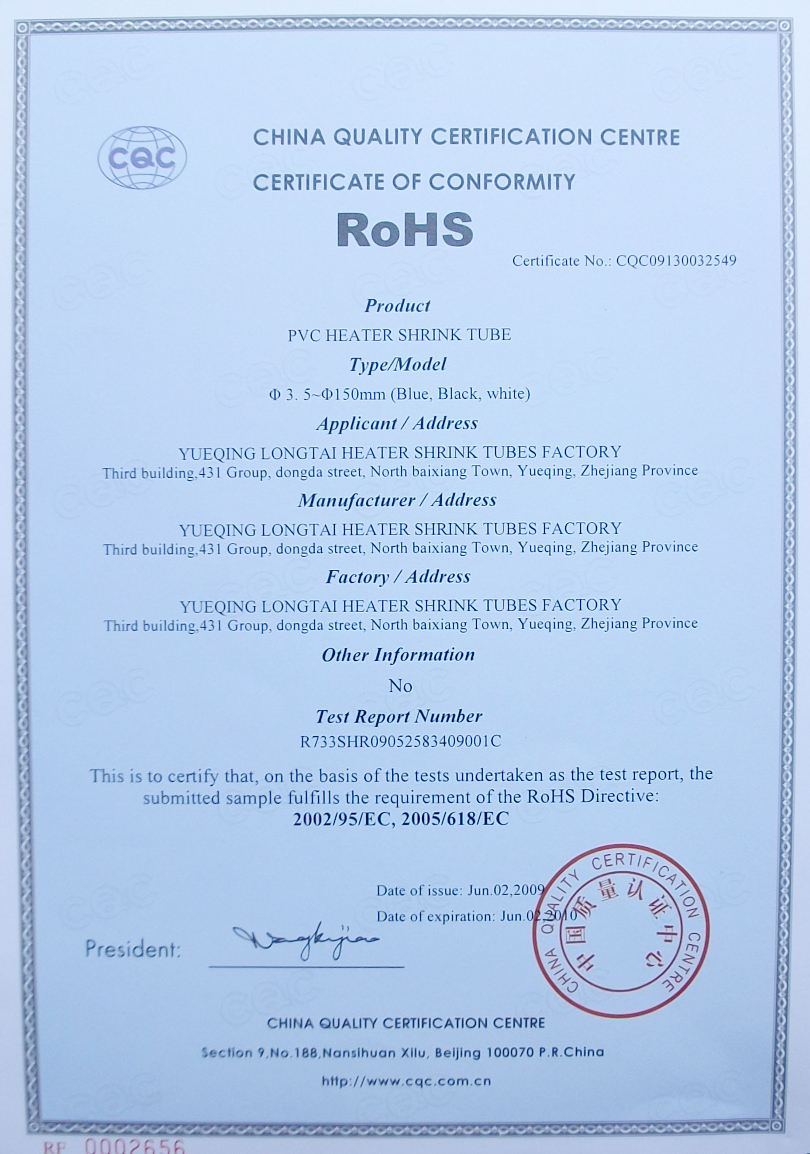 CQC
CHINA QUALITY CERTIFICATION CENTRE
CERTIFICATE OF CONFORMITY
RoHS
Certificate No.: CQC09130032549
Product
PVC HEATER SHRINK TUBE
Type/Model
Φ 3. 5~Φ150mm (Blue, Black, white)
Applicant / Address
YUEQING LONGTAI HEATER SHRINK TUBES FACTORY
Third building,431 Group, dongda street, North baixiang Town, Yueqing, Zhejiang Province
Manufacturer / Address
YUEQING LONGTAI HEATER SHRINK TUBES FACTORY
Third building,431 Group, dongda street, North baixiang Town, Yueqing, Zhejiang Province
Factory / Address
YUEQING LONGTAI HEATER SHRINK TUBES FACTORY
Third building,431 Group, dongda street, North baixiang Town, Yueqing, Zhejiang Province
Other Information
No
Test Report Number
R733SHR09052583409001C
This is to certify that, on the basis of the tests undertaken as the test report, the
submitted sample fulfills the requirement of the RoHS Directive:
2002/95/EC, 2005/618/EC
Date of issue: Jun.02,2009
Date of expiration: Jun.02,2010
CHINA QUALITY CERTIFICATION CENTRE
中国质量认证中心
President:
CHINA QUALITY CERTIFICATION CENTRE
Section 9,No.188,Nansihuan Xilu, Beijing 100070 P.R.China
http://www.cqc.com.cn
0002656